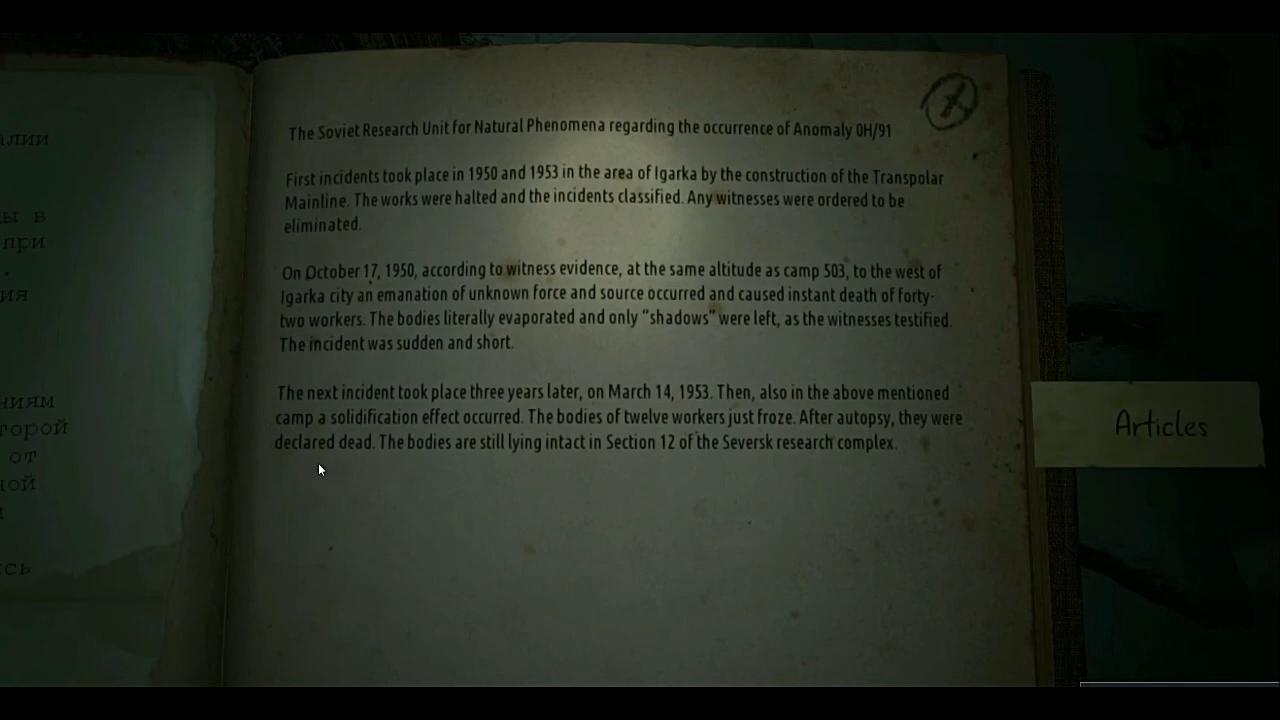 алии
ы в
при
.
ия
ниям
торой
от
ной
и
сь
The Soviet Research Unit for Natural Phenomena regarding the occurrence of Anomaly 0H/91
First incidents took place in 1950 and 1953 in the area of Igarka by the construction of the Transpolar
Mainline. The works were halted and the incidents classified. Any witnesses were ordered to be
eliminated.
On October 17, 1950, according to witness evidence, at the same altitude as camp 503, to the west of
Igarka city an emanation of unknown force and source occurred and caused instant death of forty-
two workers. The bodies literally evaporated and only “shadows” were left, as the witnesses testified.
The incident was sudden and short.
The next incident took place three years later, on March 14, 1953. Then, also in the above mentioned
camp a solidification effect occurred. The bodies of twelve workers just froze. After autopsy, they were
declared dead. The bodies are still lying intact in Section 12 of the Seversk research complex.
Articles